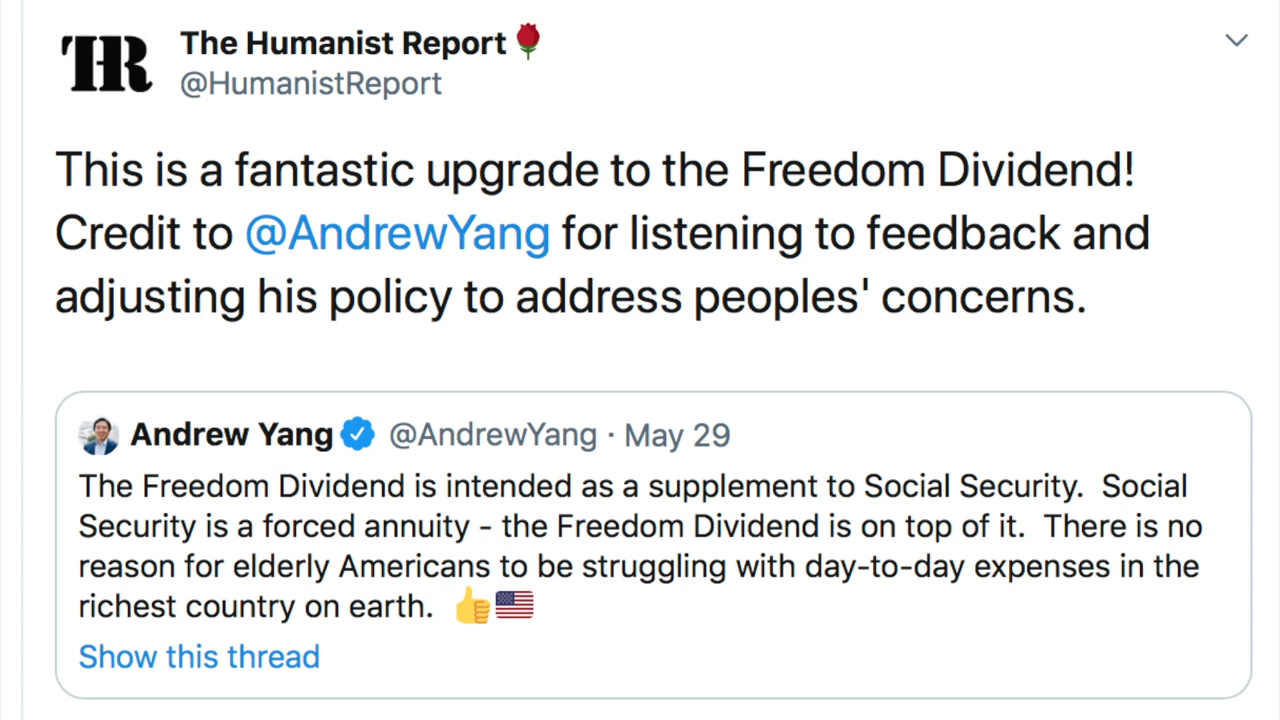 THR
The Humanist Report🌹
@HumanistReport
This is a fantastic upgrade to the Freedom Dividend!
Credit to @AndrewYang for listening to feedback and
adjusting his policy to address peoples' concerns.
Andrew Yang @AndrewYang · May 29
The Freedom Dividend is intended as a supplement to Social Security.  Social
Security is a forced annuity - the Freedom Dividend is on top of it.  There is no
reason for elderly Americans to be struggling with day-to-day expenses in the
richest country on earth.  👍🇺🇸
Show this thread